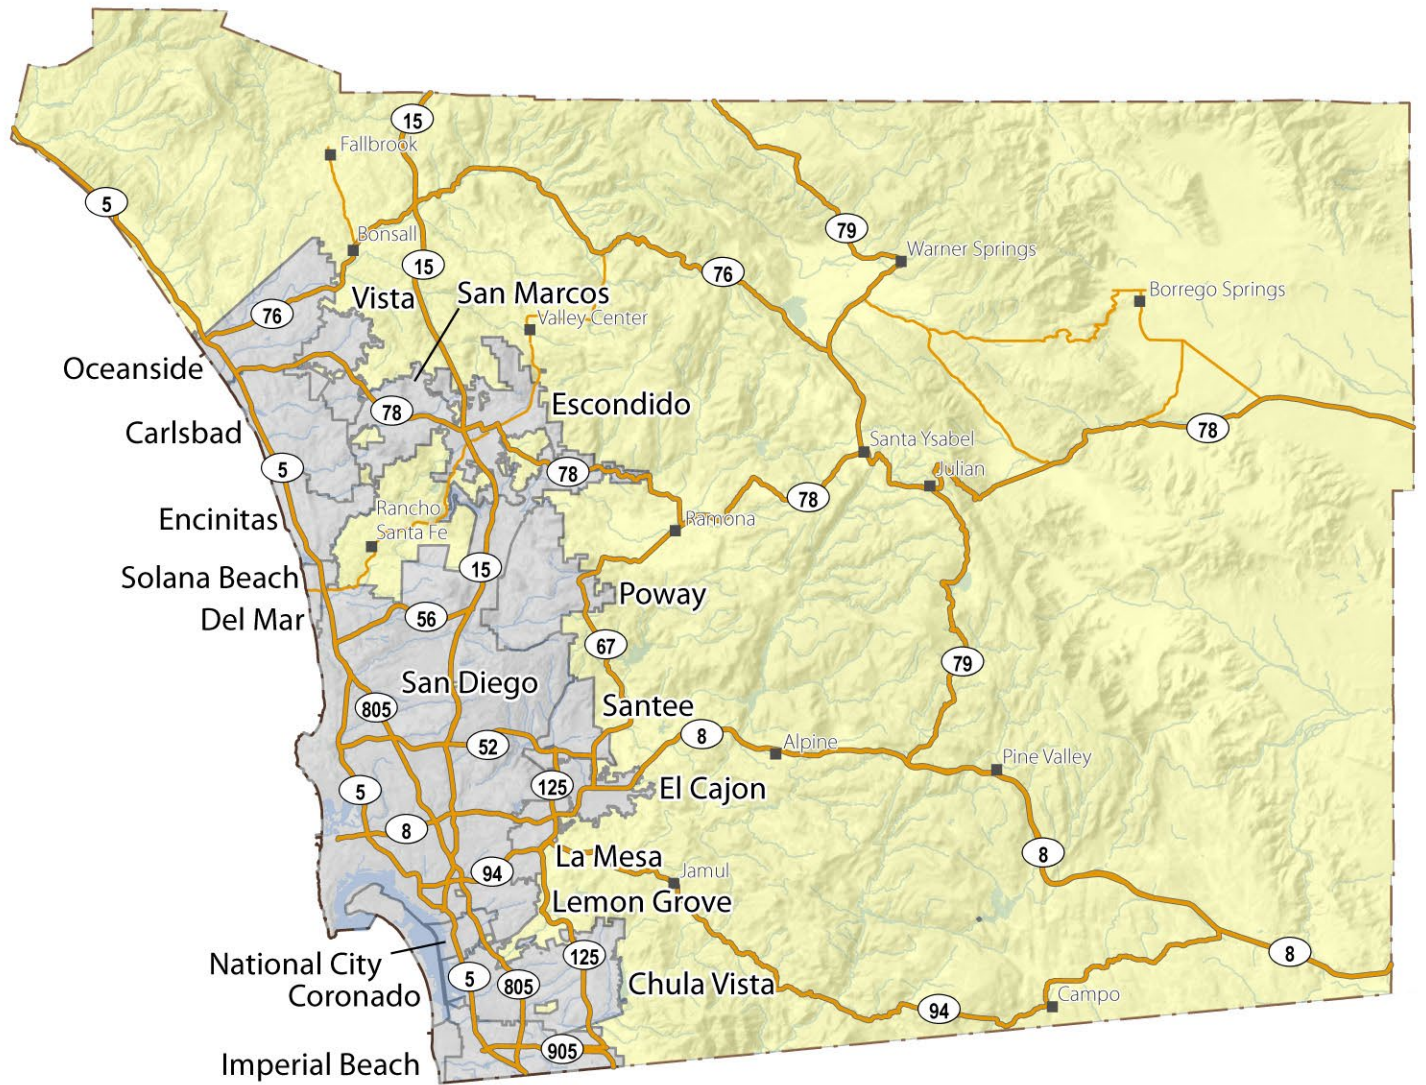 15
Fallbrook
5
79
Bonsall
Warner Springs
15
76
Borrego Springs
Vista
San Marcos
76
Valley Center
Oceanside
78
Escondido
78
Carlsbad
Santa Ysabel
5
78
Julian
78
Rancho
Santa Fe
Encinitas
Ramona
15
Solana Beach
Poway
Del Mar
56
67
79
San Diego
805
Santee
8
52
Alpine
Pine Valley
5
125
El Cajon
8
8
La Mesa
94
Jamul
Lemon Grove
National City
125
8
Coronado
5
805
Chula Vista
Campo
94
905
Imperial Beach